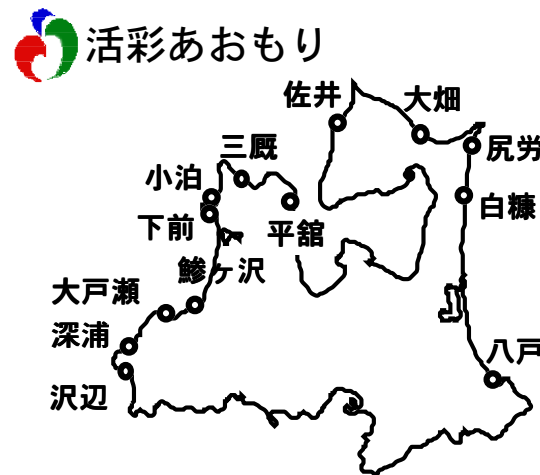 活彩あおもり
佐井
大畑
三厩
尻労
小泊
白糠
下前
平舘
鰺ヶ沢
大戸瀬
深浦
八戸
沢辺